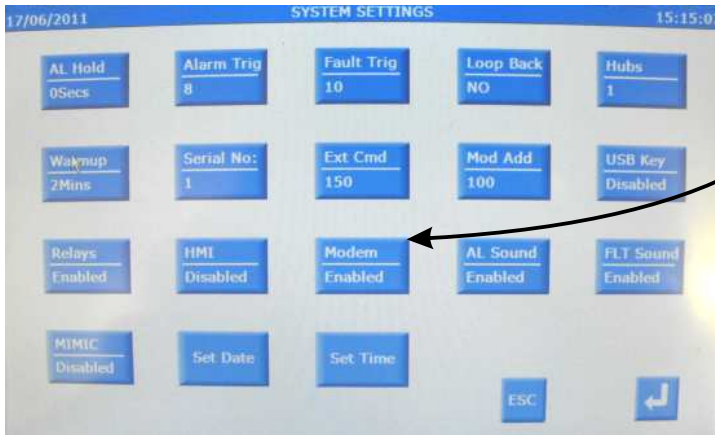 17/06/2011 SYSTEM SETTINGS 15:15:0
AL Hold Alarm Trig Fault Trig Loop Back Hubs
0Secs 8 10 NO 1
Warmup Serial No: Ext Cmd Mod Add USB Key
2Mins 1 150 100 Disabled
Relays HMI Modem AL Sound FLT Sound
Enabled Disabled Enabled Enabled Enabled
MIMIC Set Date Set Time
Disabled
ESC